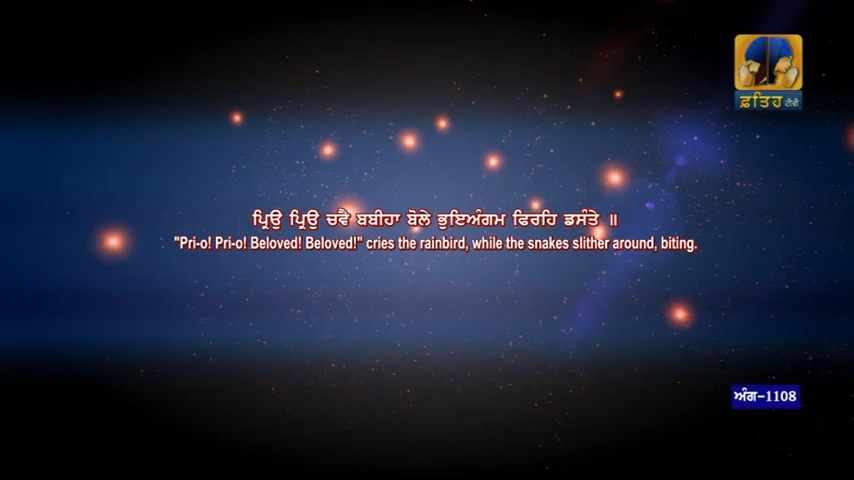 ਫ਼ਤਿਹ ਟੀਵੀ
ਪ੍ਰਿਉ ਪ੍ਰਿਉ ਚਵੈ ਬਬੀਹਾ ਬੋਲੇ ਭੁਇਅੰਗਮ ਫਿਰਹਿ ਡਸੰਤੇ ॥
"Pri-o! Pri-o! Beloved! Beloved!" cries the rainbird, while the snakes slither around, biting.
ਅੰਗ-1108